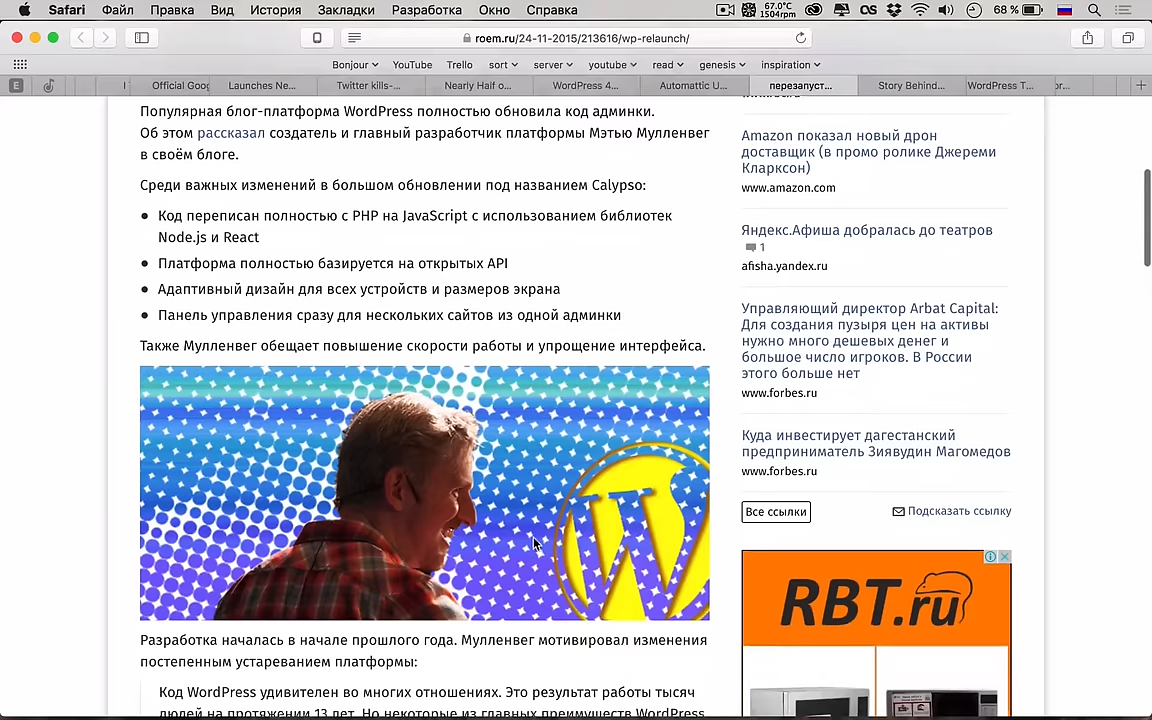 Safari Файл Правка Вид История Закладки Разработка Окно Справка
67.0°C
1504rpm
68 %
roem.ru/24-11-2015/213616/wp-relaunch/
Bonjour YouTube Trello sort server youtube read genesis inspiration
Official Goo Launches Ne... Twitter kills-... Nearly Half o... WordPress 4... Automattic U... перезапуст... Story Behind... WordPress T...
Популярная блог-платформа WordPress полностью обновила код админки.
Об этом рассказал создатель и главный разработчик платформы Мэтью Мулленвег
в своём блоге.
Среди важных изменений в большом обновлении под названием Calypso:
Код переписан полностью с PHP на JavaScript с использованием библиотек
Node.js и React
Платформа полностью базируется на открытых API
Адаптивный дизайн для всех устройств и размеров экрана
Панель управления сразу для нескольких сайтов из одной админки
Также Мулленвег обещает повышение скорости работы и упрощение интерфейса.
W
Разработка началась в начале прошлого года. Мулленвег мотивировал изменения
постепенным устареванием платформы:
Код WordPress удивителен во многих отношениях. Это результат работы тысяч
людей на протяжении 13 лет. Но некоторые из главных преимуществ WordPress
Amazon показал новый дрон
доставщик (в промо ролике Джереми
Кларксон)
www.amazon.com
Яндекс.Афиша добралась до театров
1
afisha.yandex.ru
Управляющий директор Arbat Capital:
Для создания пузыря цен на активы
нужно много дешевых денег и
большое число игроков. В России
этого больше нет
www.forbes.ru
Куда инвестирует дагестанский
предприниматель Зиявудин Магомедов
www.forbes.ru
Все ссылки
Подсказать ссылку
RBT.ru